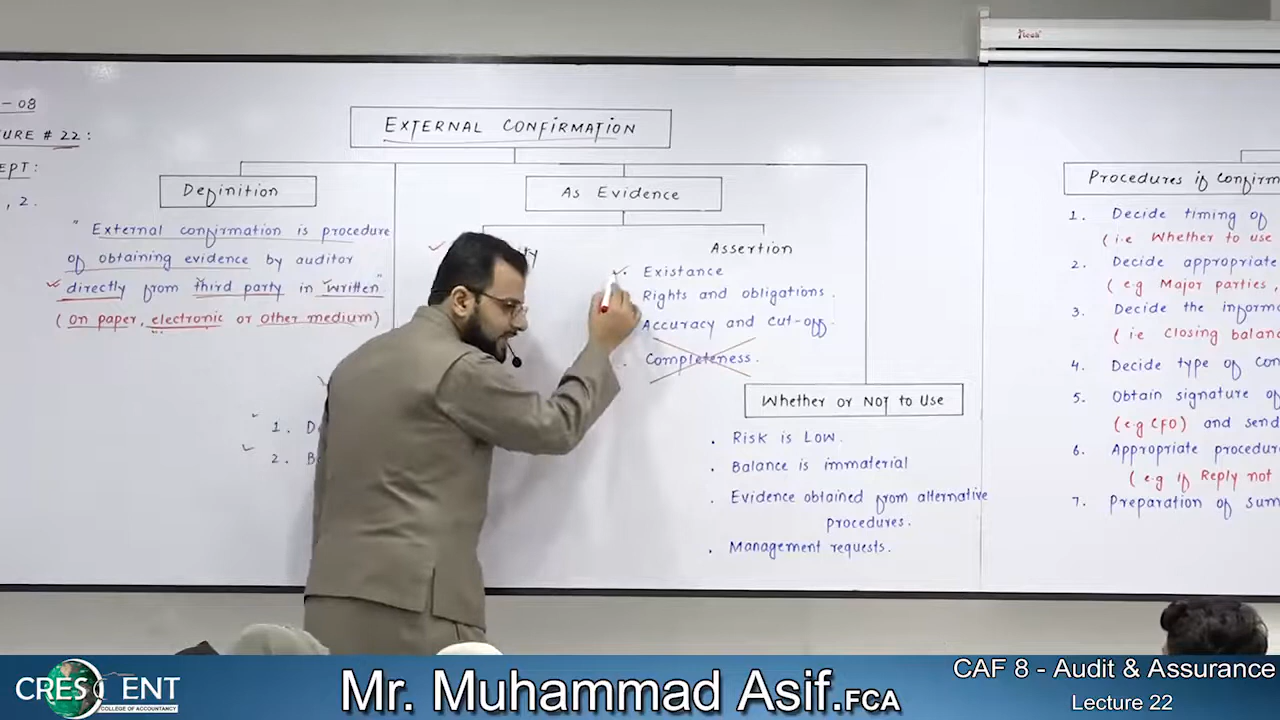 - 08
URE # 22 :
EPT :
, 2.
EXTERNAL CONFIRMATION
Definition
" External confirmation is procedure
of obtaining evidence by auditor
directly from third party in written "
( On paper, electronic or other medium )
1.
2.
As Evidence
Assertion
Existance
Rights and obligations.
Accuracy and Cut-off.
Completeness.
Whether or NOT to Use
. Risk is Low.
. Balance is immaterial
. Evidence obtained from alternative
procedures.
. Management requests.
Procedures if Confirm
1. Decide timing of
( i.e Whether to use
2. Decide appropriate
( e.g Major parties,
3. Decide the inform
( i.e Closing balan
4. Decide type of Con
5. Obtain signature of
( e.g CFO ) and send
6. Appropriate procedur
( e.g if Reply not
7. Preparation of sum
CRESCENT
COLLEGE OF ACCOUNTANCY
Mr. Muhammad Asif.FCA
CAF 8 - Audit & Assurance
Lecture 22